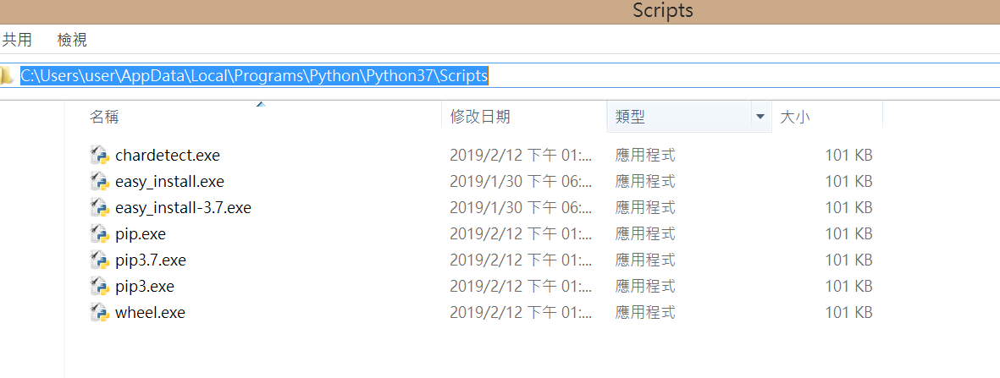 Scripts
共用 檢視
C:\Users\user\AppData\Local\Programs\Python\Python37\Scripts
名稱 修改日期 類型 大小
chardetect.exe 2019/2/12 下午 01:... 應用程式 101 KB
easy_install.exe 2019/1/30 下午 06:... 應用程式 101 KB
easy_install-3.7.exe 2019/1/30 下午 06:... 應用程式 101 KB
pip.exe 2019/2/12 下午 01:... 應用程式 101 KB
pip3.7.exe 2019/2/12 下午 01:... 應用程式 101 KB
pip3.exe 2019/2/12 下午 01:... 應用程式 101 KB
wheel.exe 2019/2/12 下午 01:... 應用程式 101 KB